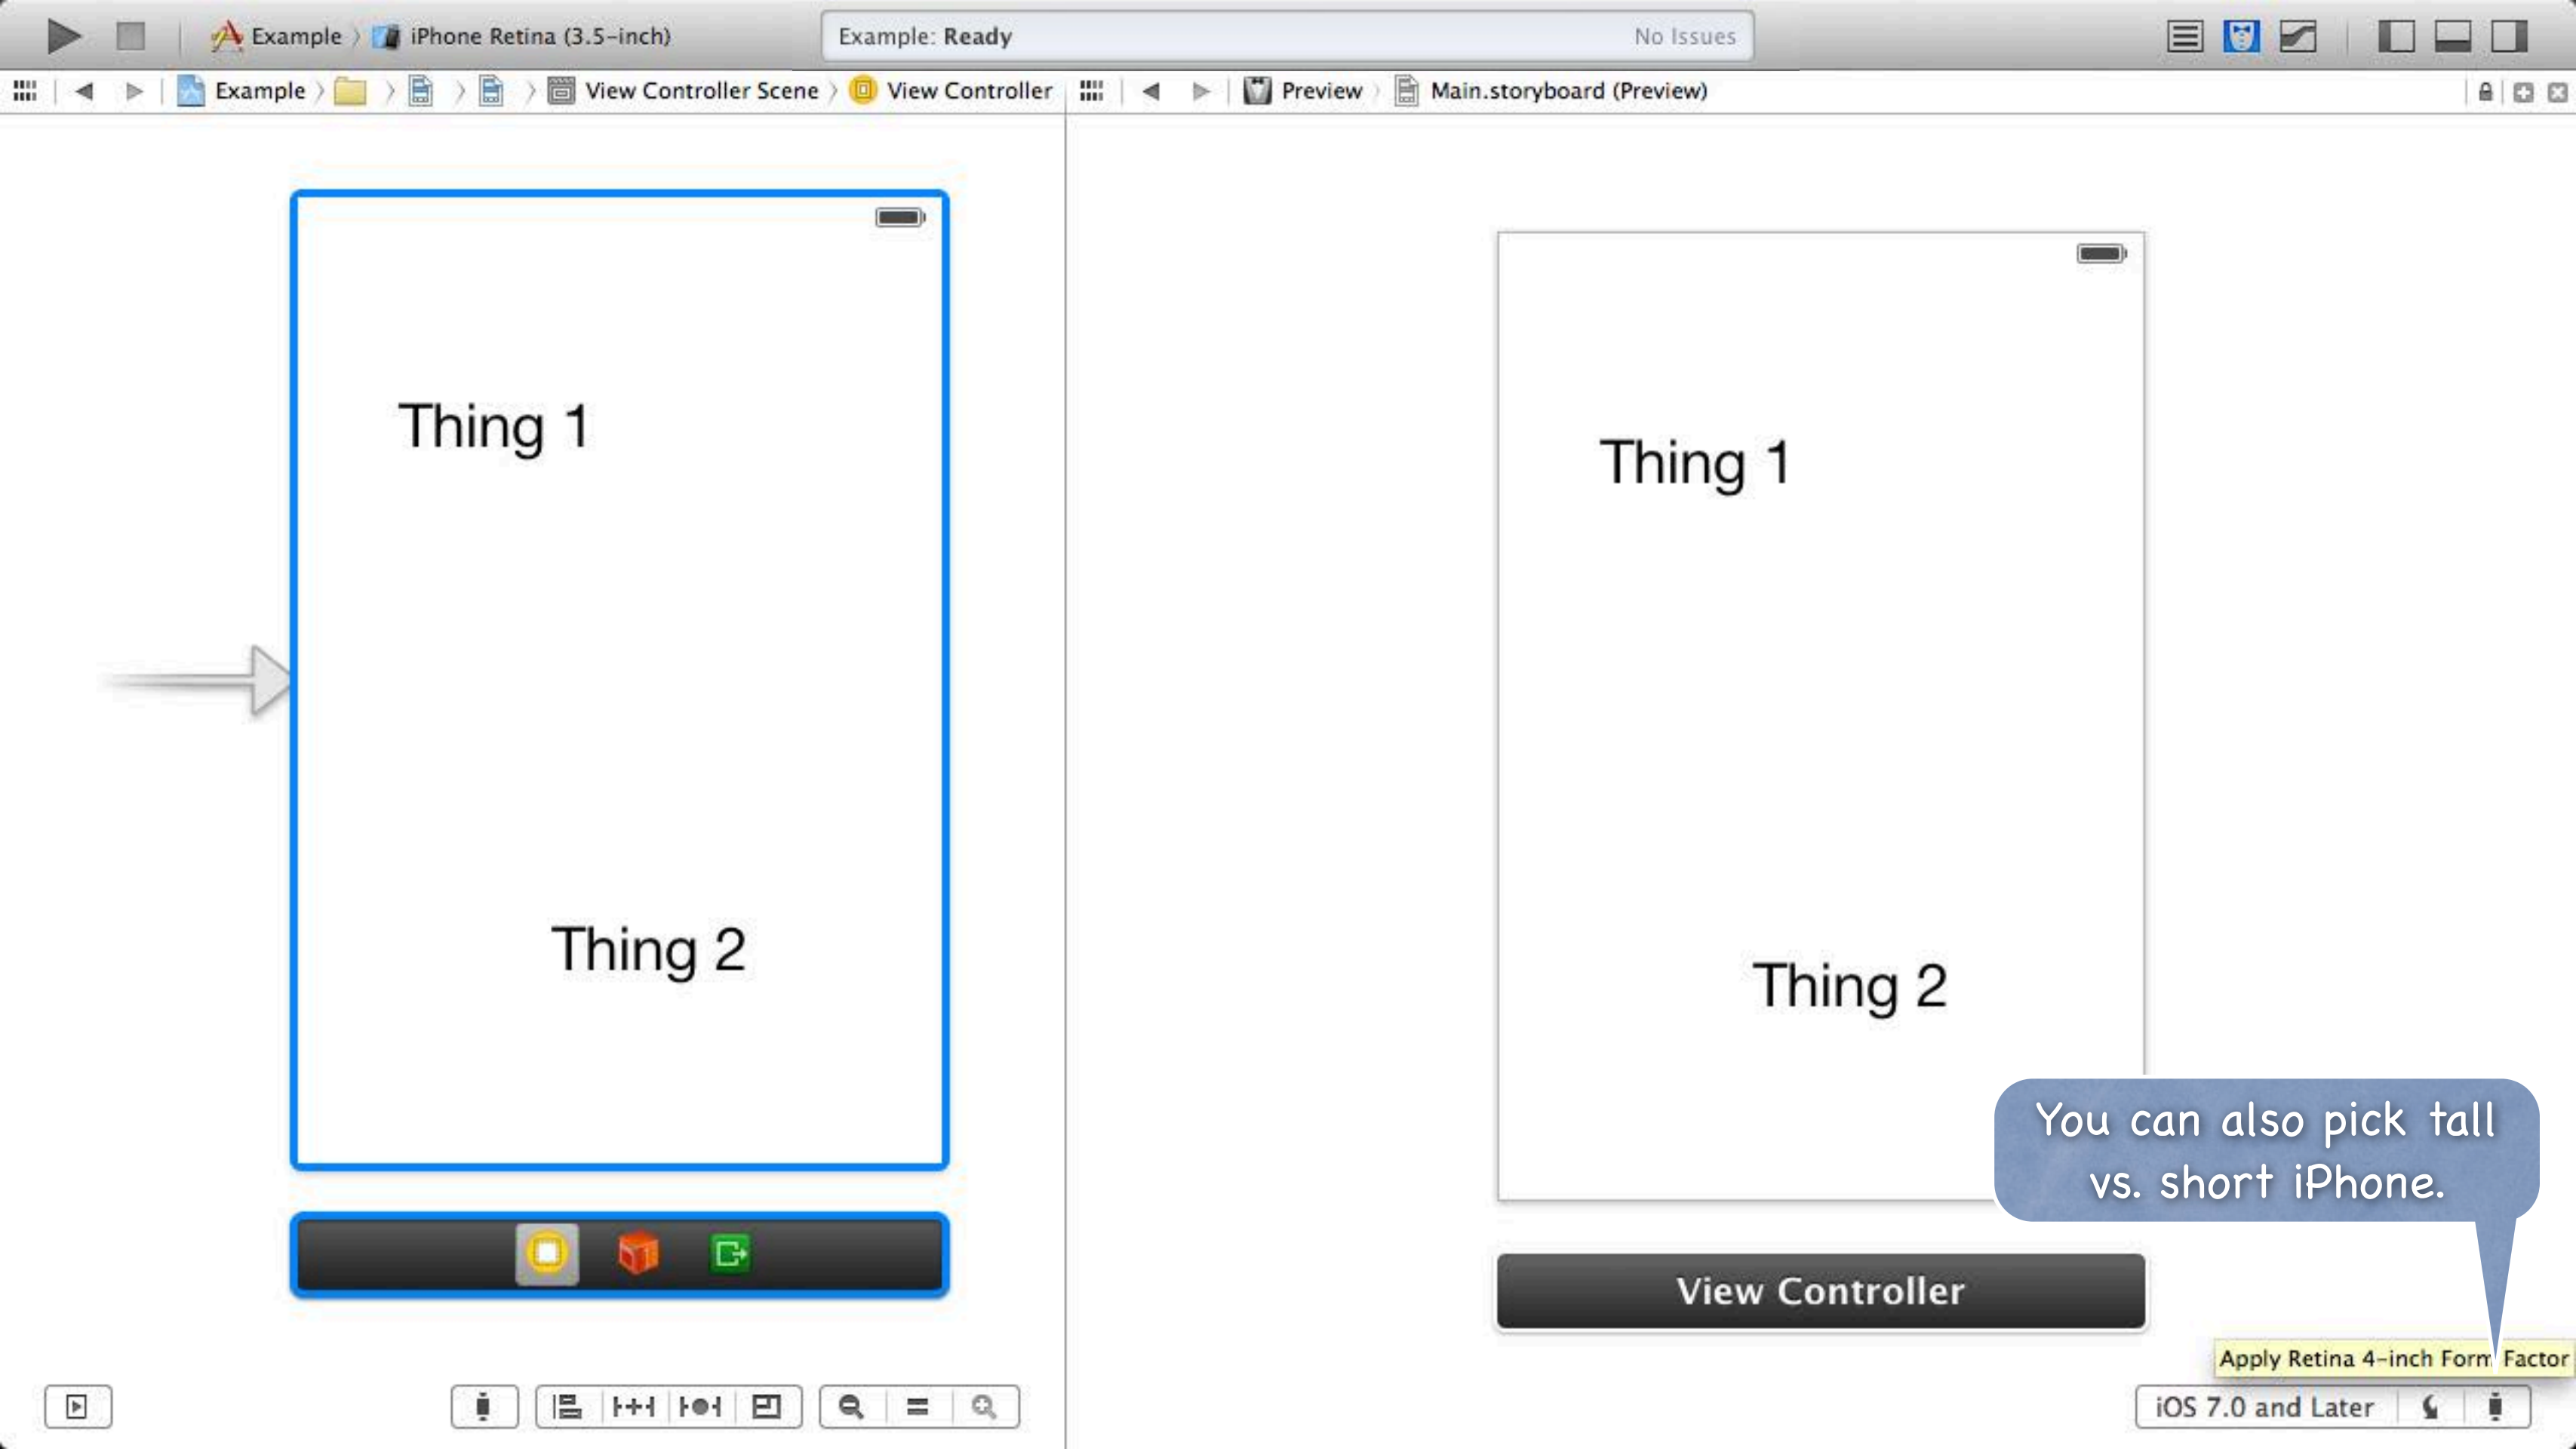 Example
iPhone Retina (3.5-inch)
Example: Ready
No Issues
Example
View Controller Scene
View Controller
Preview
Main.storyboard (Preview)
Thing 1
Thing 2
Thing 1
Thing 2
You can also pick tall
vs. short iPhone.
View Controller
Apply Retina 4-inch Form Factor
iOS 7.0 and Later